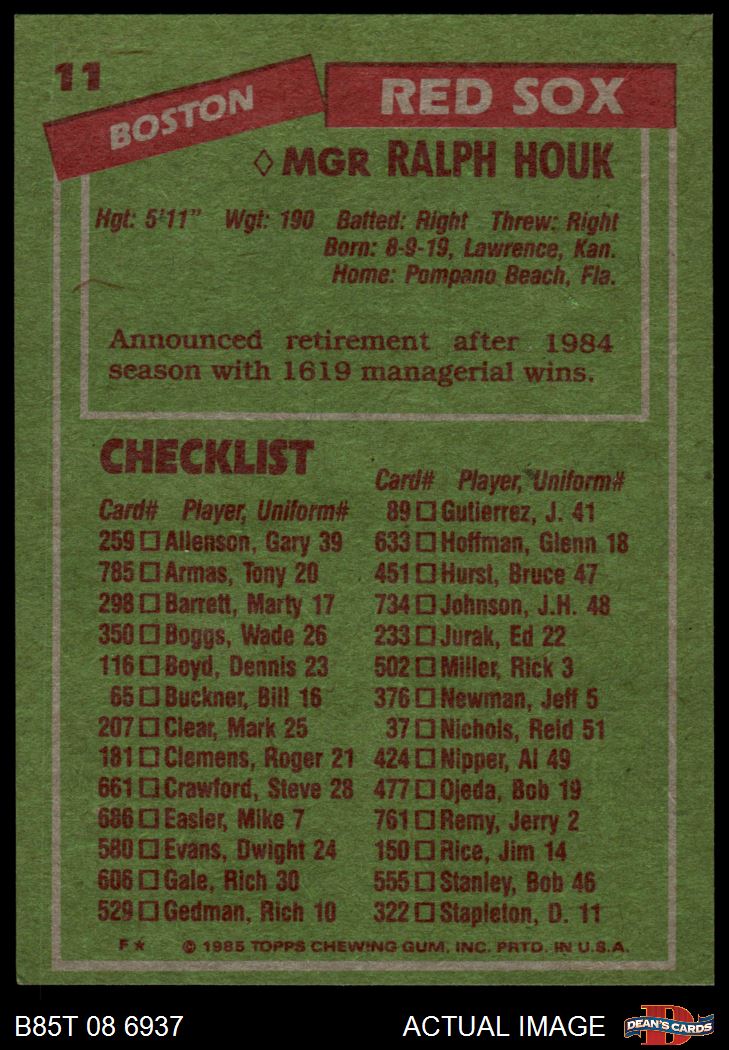 11
BOSTON
RED SOX
◊ MGR RALPH HOUK
Hgt: 5'11" Wgt: 190 Batted: Right Threw: Right
Born: 8-9-19, Lawrence, Kan.
Home: Pompano Beach, Fla.
Announced retirement after 1984
season with 1619 managerial wins.
CHECKLIST
Card# Player, Uniform#
259 □ Allenson, Gary 39
785 □ Armas, Tony 20
298 □ Barrett, Marty 17
350 □ Boggs, Wade 26
116 □ Boyd, Dennis 23
65 □ Buckner, Bill 16
207 □ Clear, Mark 25
181 □ Clemens, Roger 21
661 □ Crawford, Steve 28
686 □ Easler, Mike 7
580 □ Evans, Dwight 24
606 □ Gale, Rich 30
529 □ Gedman, Rich 10
Card# Player, Uniform#
89 □ Gutierrez, J. 41
633 □ Hoffman, Glenn 18
451 □ Hurst, Bruce 47
734 □ Johnson, J.H. 48
233 □ Jurak, Ed 22
502 □ Miller, Rick 3
376 □ Newman, Jeff 5
37 □ Nichols, Reid 51
424 □ Nipper, Al 49
477 □ Ojeda, Bob 19
761 □ Remy, Jerry 2
150 □ Rice, Jim 14
555 □ Stanley, Bob 46
322 □ Stapleton, D. 11
F★ © 1985 TOPPS CHEWING GUM, INC. PRTD. IN U.S.A.
B85T 08 6937
ACTUAL IMAGE
DEAN'S CARDS